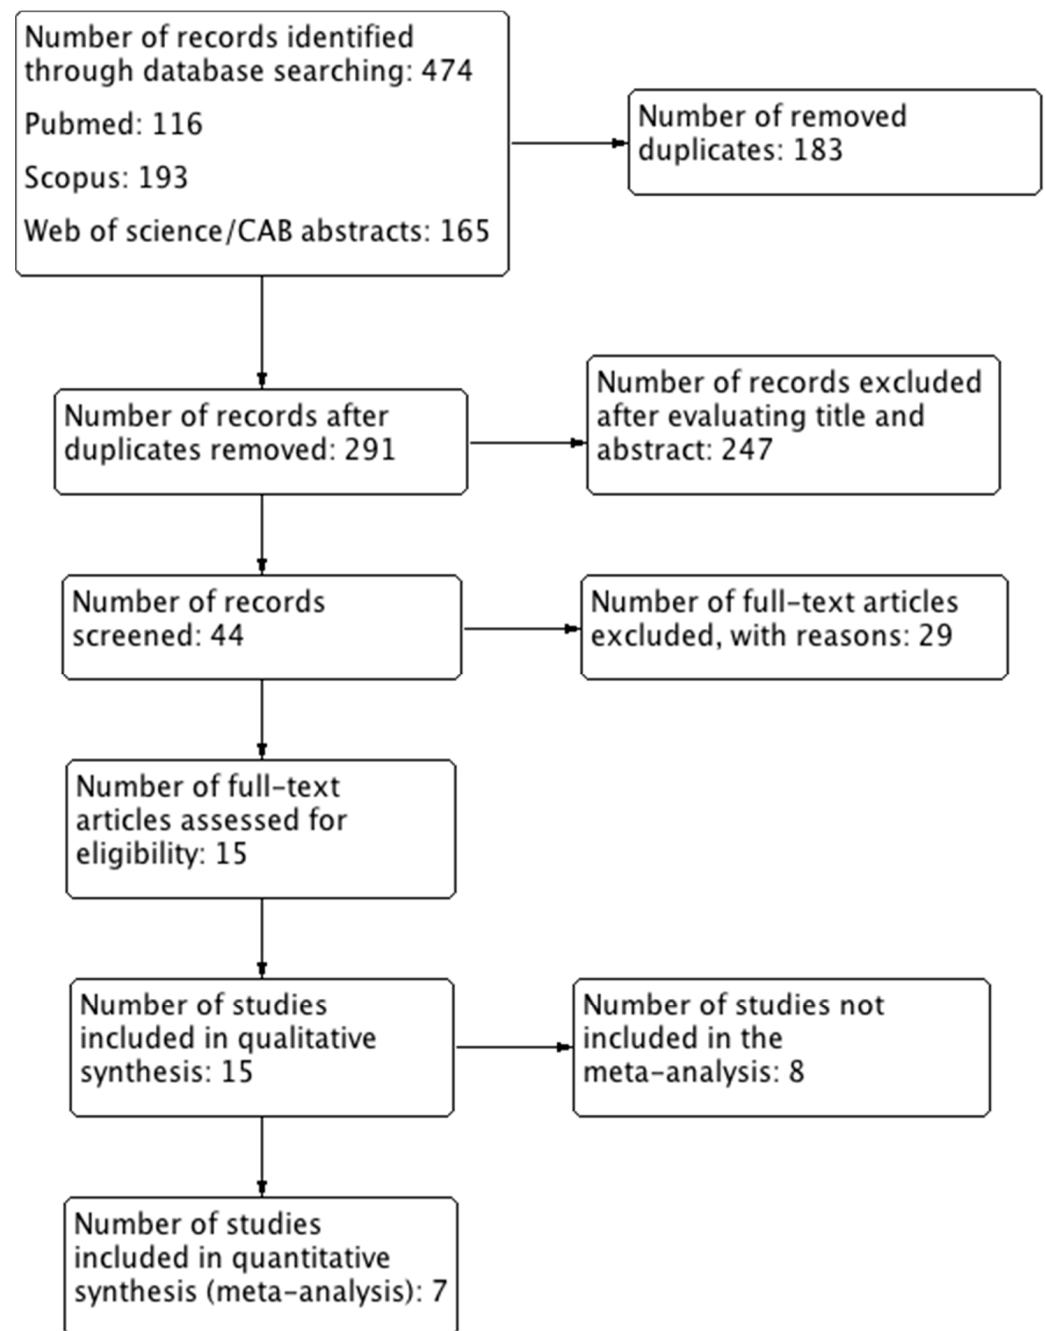 Number of records identified
through database searching: 474
Pubmed: 116
Scopus: 193
Web of science/CAB abstracts: 165
Number of removed
duplicates: 183
Number of records after
duplicates removed: 291
Number of records excluded
after evaluating title and
abstract: 247
Number of records
screened: 44
Number of full-text articles
excluded, with reasons: 29
Number of full-text
articles assessed for
eligibility: 15
Number of studies
included in qualitative
synthesis: 15
Number of studies not
included in the
meta-analysis: 8
Number of studies
included in quantitative
synthesis (meta-analysis): 7